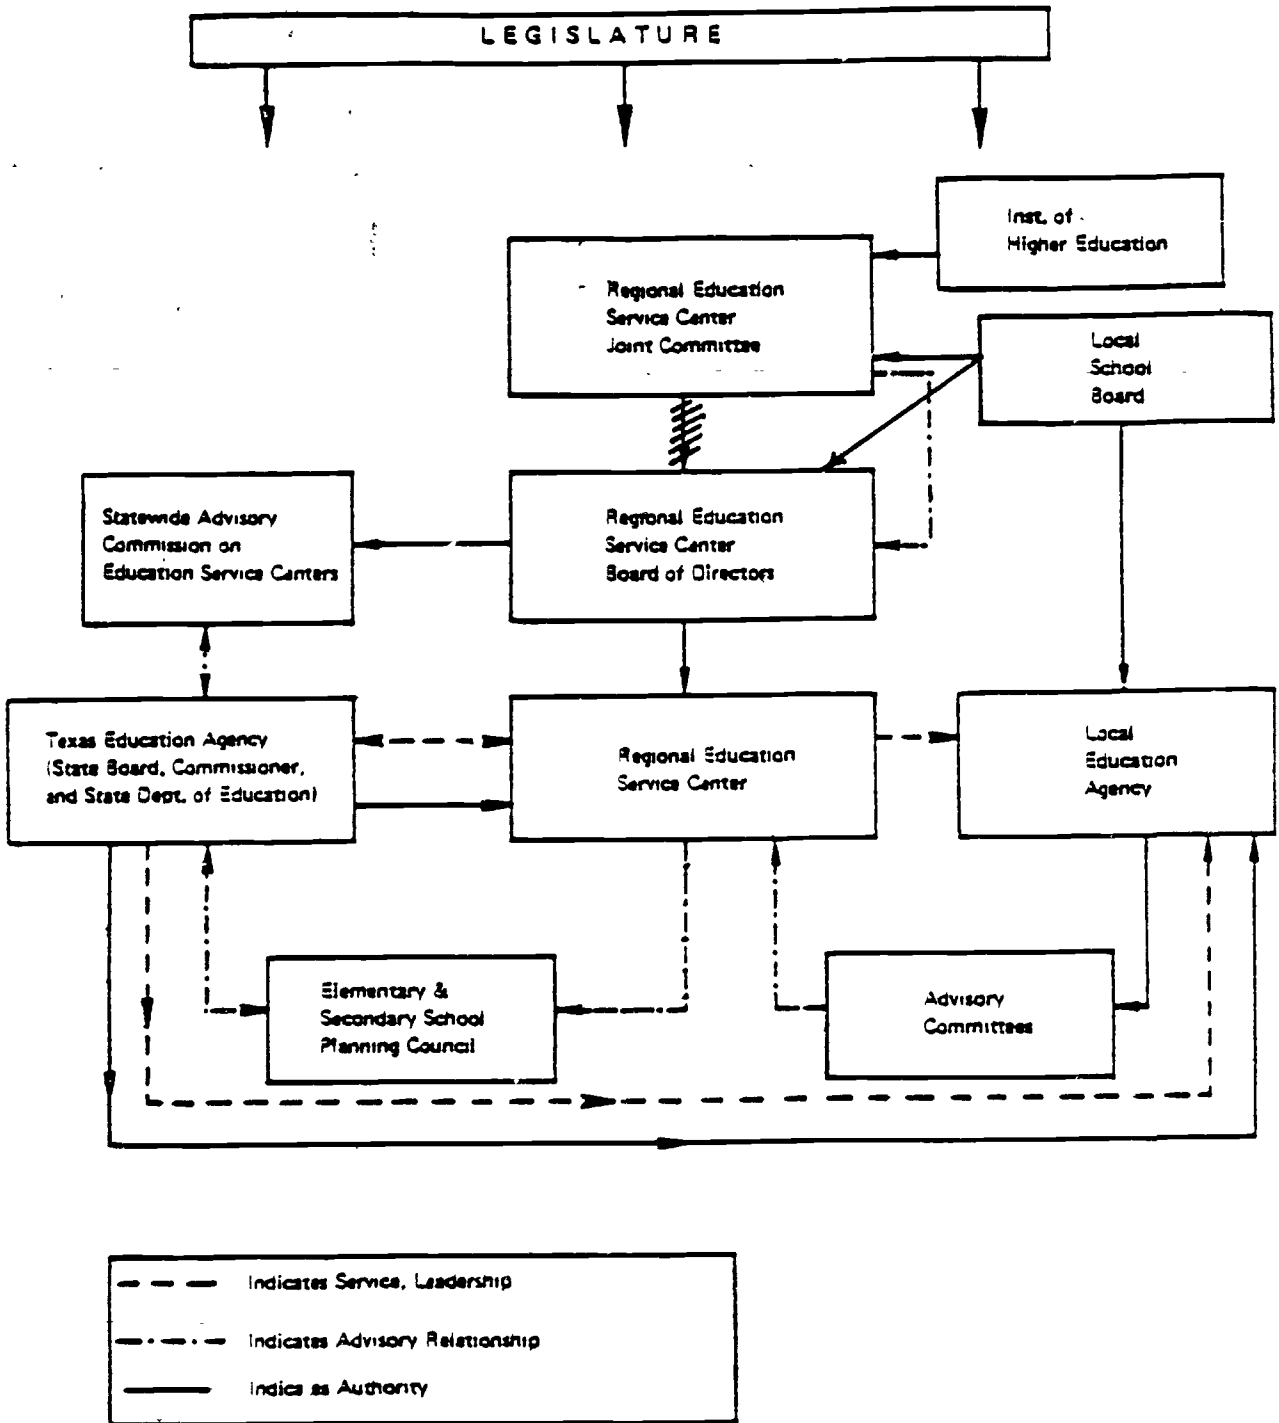 LEGISLATURE
Inst. of
Higher Education
Regional Education
Service Center
Joint Committee
Local
School
Board
Statewide Advisory
Commission on
Education Service Centers
Regional Education
Service Center
Board of Directors
Texas Education Agency
(State Board, Commissioner,
and State Dept. of Education)
Regional Education
Service Center
Local
Education
Agency
Elementary &
Secondary School
Planning Council
Advisory
Committees
Indicates Service, Leadership
Indicates Advisory Relationship
Indica es Authority